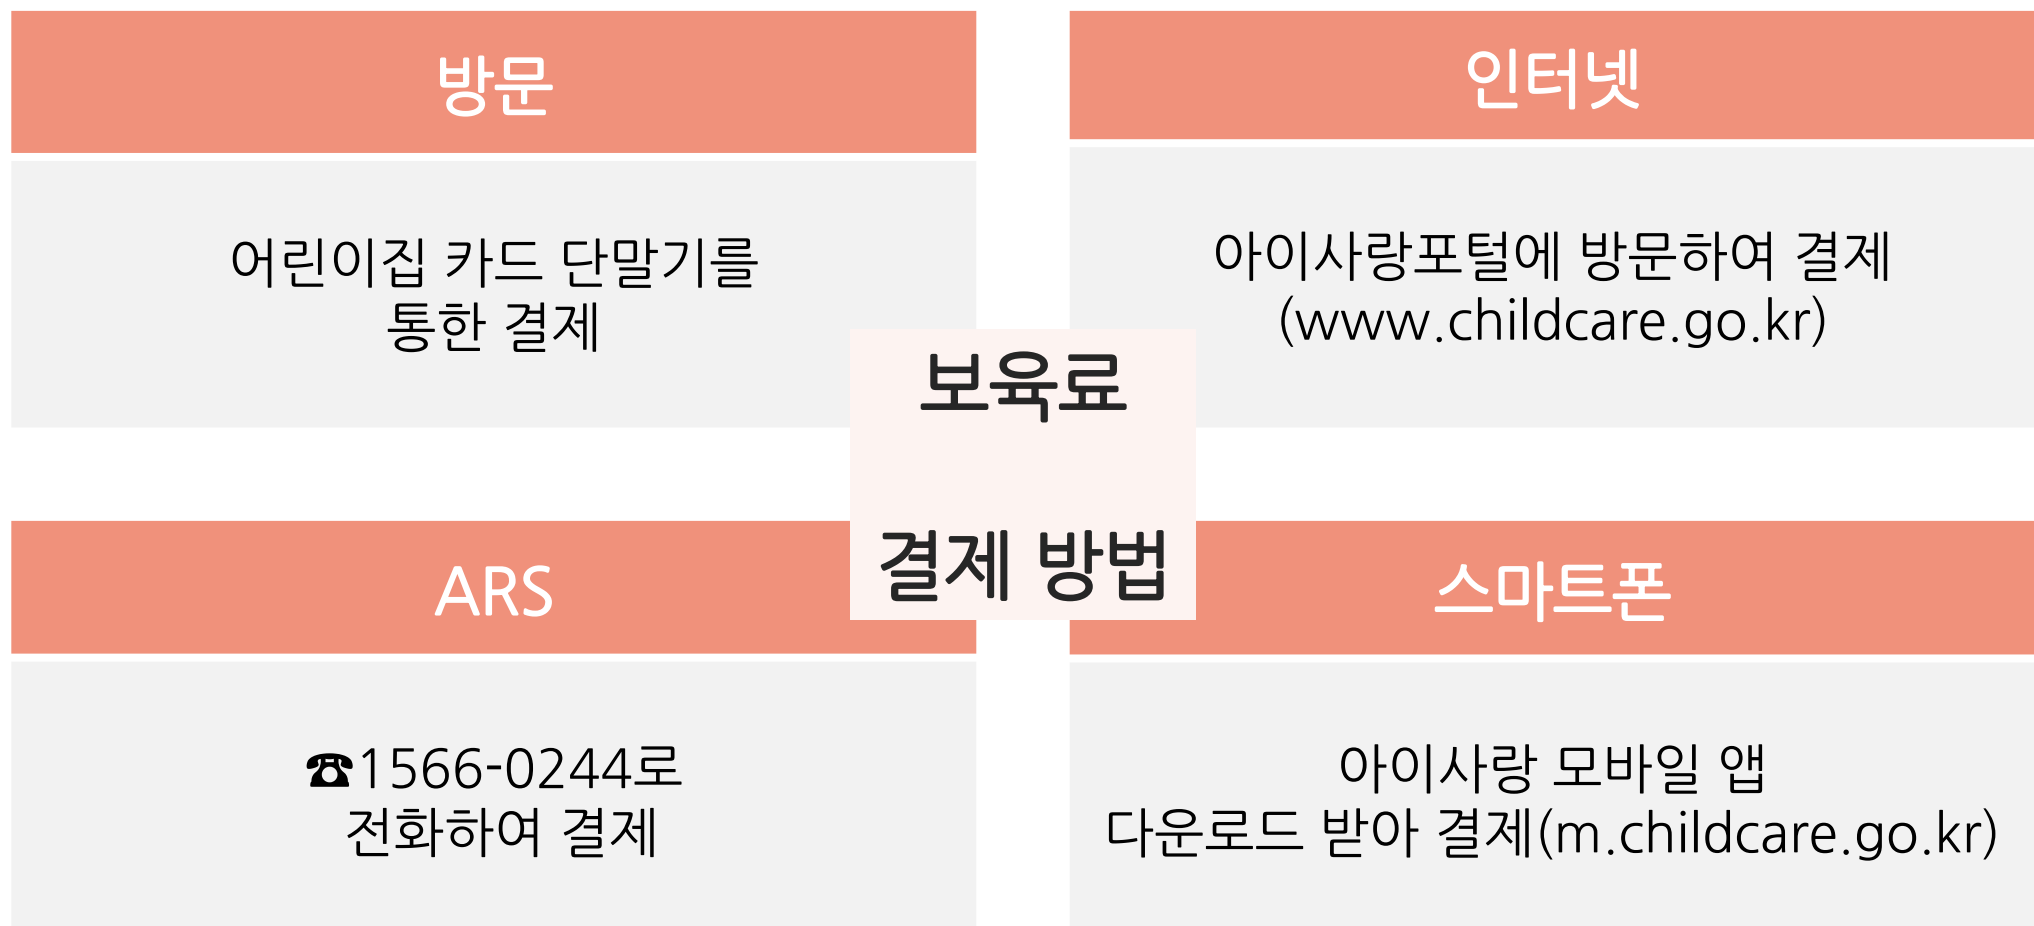 방문
어린이집 카드 단말기를
통한 결제
인터넷
아이사랑포털에 방문하여 결제
(www.childcare.go.kr)
보육료
결제 방법
ARS
☎1566-0244로
전화하여 결제
스마트폰
아이사랑 모바일 앱
다운로드 받아 결제(m.childcare.go.kr)